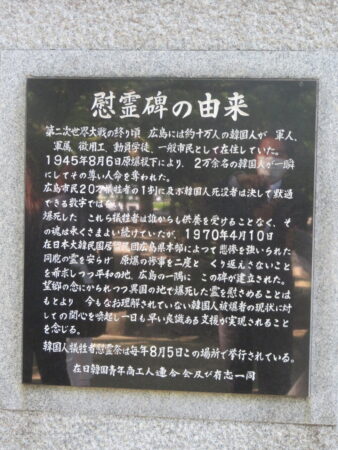 慰霊碑の由来
第二次世界大戦の終り頃 広島には約十万人の韓国人が 軍人、
軍属、徴用工、動員学徒、一般市民として在住していた。
1945年8月6日原爆投下により、2万余名の韓国人が一瞬
にしてその尊い人命を奪われた。
広島市民20万犠牲者の1割に及ぶ韓国人死没者は決して黙過
できる数字ではない。
爆死した これら犠牲者は誰からも供養を受けることなく、そ
の魂は永くさまよい続けていたが、1970年4月10日
在日本大韓民国居留民団広島県本部によって悲惨を強いられた
同胞の霊を安らげ 原爆の惨事を二度と くり返さないこと
を希求しつつ平和の地、広島の一隅に この碑が建立された。
望郷の念にかられつつ異国の地で爆死した霊を慰さめることは
もとより 今もなお理解されていない韓国人被爆者の現状に対し
ての関心を喚起し一日も早い良識ある支援が実現されること
を念じる。
韓国人犠牲者慰霊祭は毎年8月5日この場所で挙行されている。
在日韓国青年商工人連合会及び有志一同